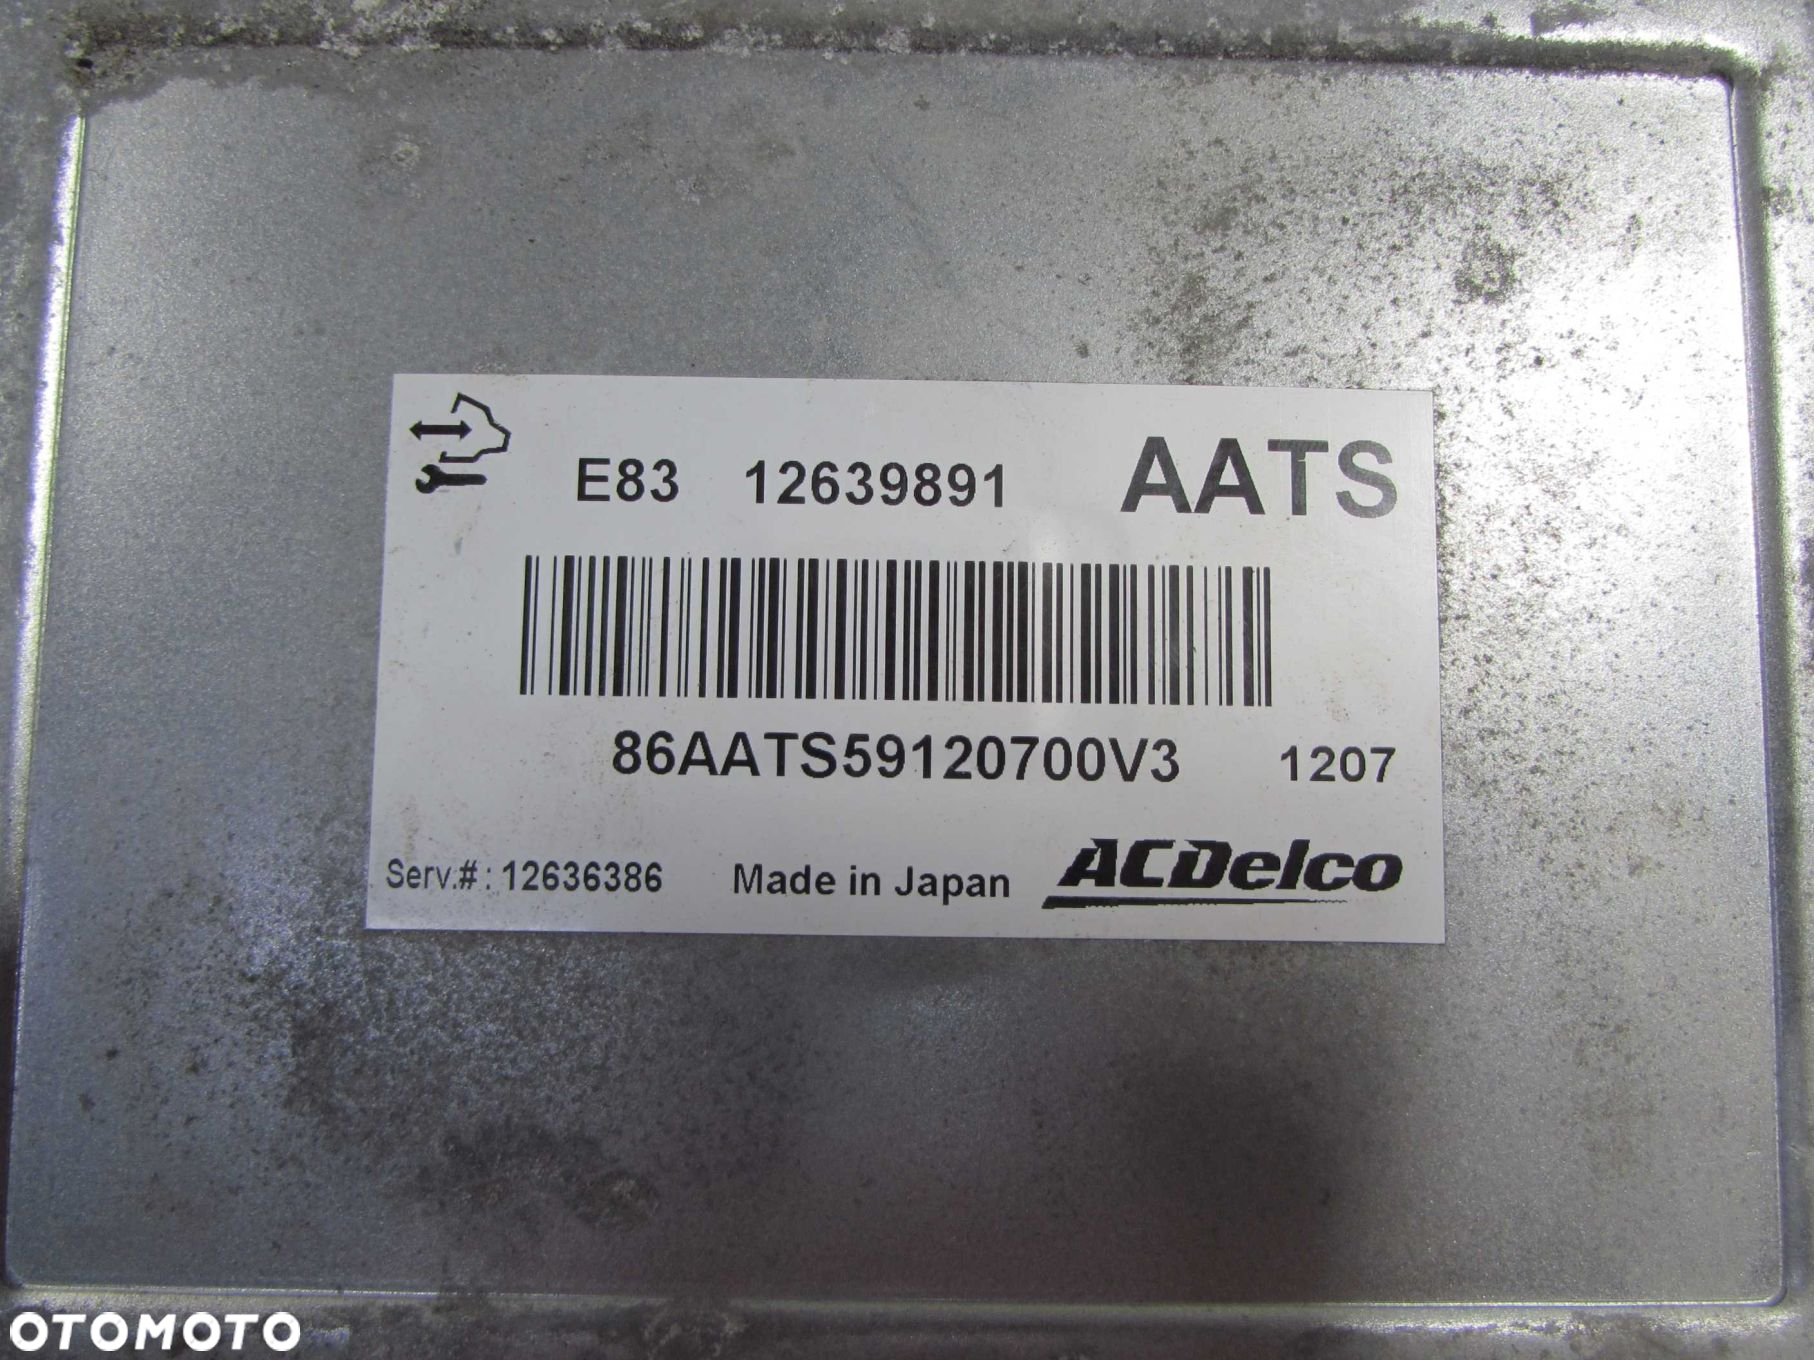 E83 12639891 AATS
86AATS59120700V3 1207
Serv.#: 12636386 Made in Japan ACDelco
OTOMOTO